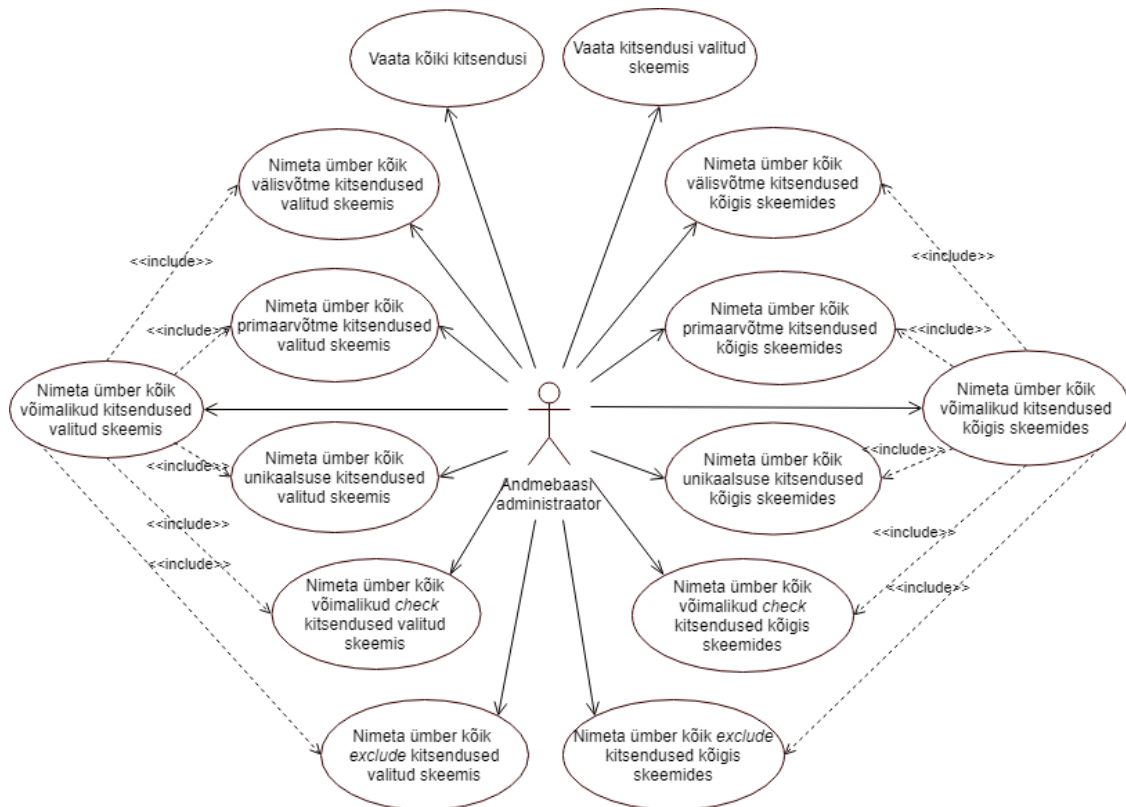 Vaata kõiki kitsendusi
Vaata kitsendusi valitud
skeemis
Nimeta ümber kõik
välisvõtme kitsendused
valitud skeemis
Nimeta ümber kõik
välisvõtme kitsendused
kõigis skeemides
<<include>>
<<include>>
Nimeta ümber kõik
primaarvõtme kitsendused
valitud skeemis
Nimeta ümber kõik
primaarvõtme kitsendused
kõigis skeemides
<<include>>
<<include>>
Nimeta ümber kõik
võimalikud kitsendused
valitud skeemis
Nimeta ümber kõik
võimalikud kitsendused
kõigis skeemides
<<include>>
<<include>>
Nimeta ümber kõik
unikaalsuse kitsendused
valitud skeemis
Andmebaasi
administraator
Nimeta ümber kõik
unikaalsuse kitsendused
kõigis skeemides
<<include>>
<<include>>
<<include>>
<<include>>
Nimeta ümber kõik
võimalikud check
kitsendused valitud
skeemis
Nimeta ümber kõik
võimalikud check
kitsendused kõigis
skeemides
Nimeta ümber kõik
exclude kitsendused
valitud skeemis
Nimeta ümber kõik exclude
kitsendused kõigis
skeemides